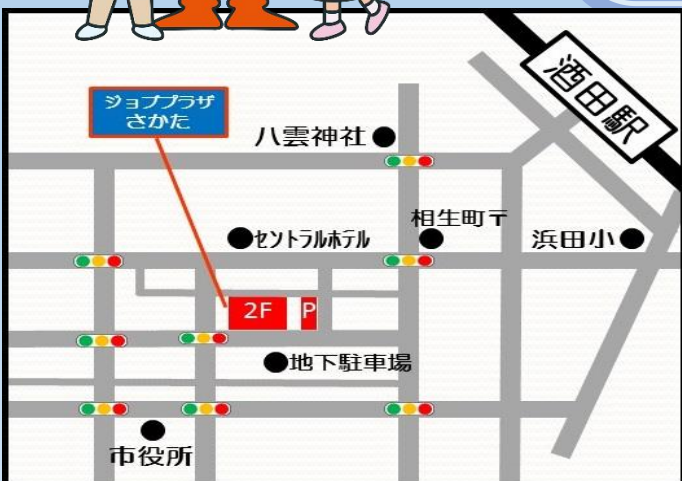 酒田駅
ジョブプラザ
さかた
八雲神社
相生町〒
セントラルホテル
浜田小
2F
P
地下駐車場
市役所